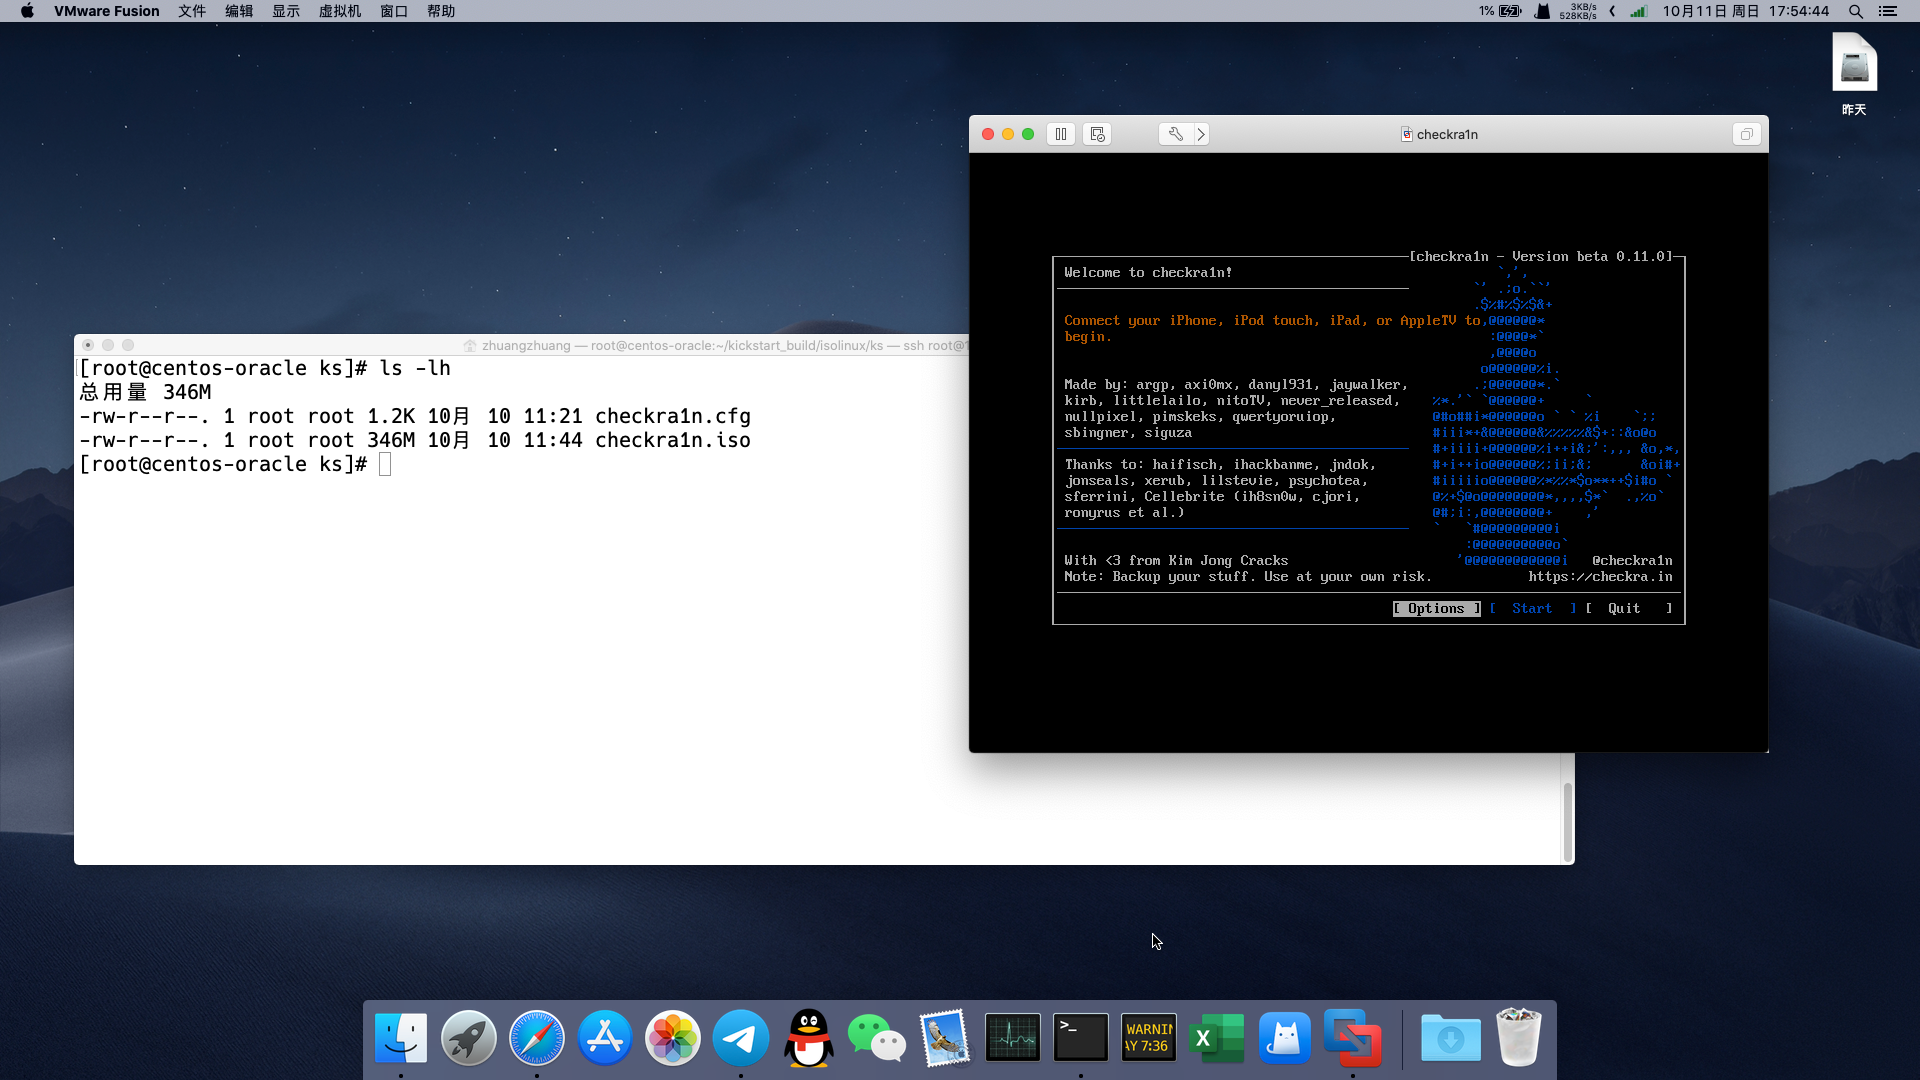 VMware Fusion 文件 编辑 显示 虚拟机 窗口 帮助
1% 3KB/s 528KB/s 10月11日 周日 17:54:44
昨天
checkra1n
zhuangzhuang — root@centos-oracle:~/kickstart_build/isolinux/ks — ssh root@1
[root@centos-oracle ks]# ls -lh
总用量 346M
-rw-r--r--. 1 root root 1.2K 10月 10 11:21 checkra1n.cfg
-rw-r--r--. 1 root root 346M 10月 10 11:44 checkra1n.iso
[root@centos-oracle ks]#
[checkra1n - Version beta 0.11.0]
Welcome to checkra1n!
Connect your iPhone, iPod touch, iPad, or AppleTV to
begin.
Made by: argp, axi0mx, danyl931, jaywalker,
kirb, littlelailo, nitoTV, never_released,
nullpixel, pimskeks, qwertyoruiop,
sbingner, siguza
Thanks to: haifisch, ihackbanme, jndok,
jonseals, xerub, lilstevie, psychotea,
sferrini, Cellebrite (ih8sn0w, cjori,
ronyrus et al.)
With <3 from Kim Jong Cracks @checkra1n
Note: Backup your stuff. Use at your own risk. https://checkra.in
[ Options ] [ Start ] [ Quit ]
WARNIN
AY 7:36